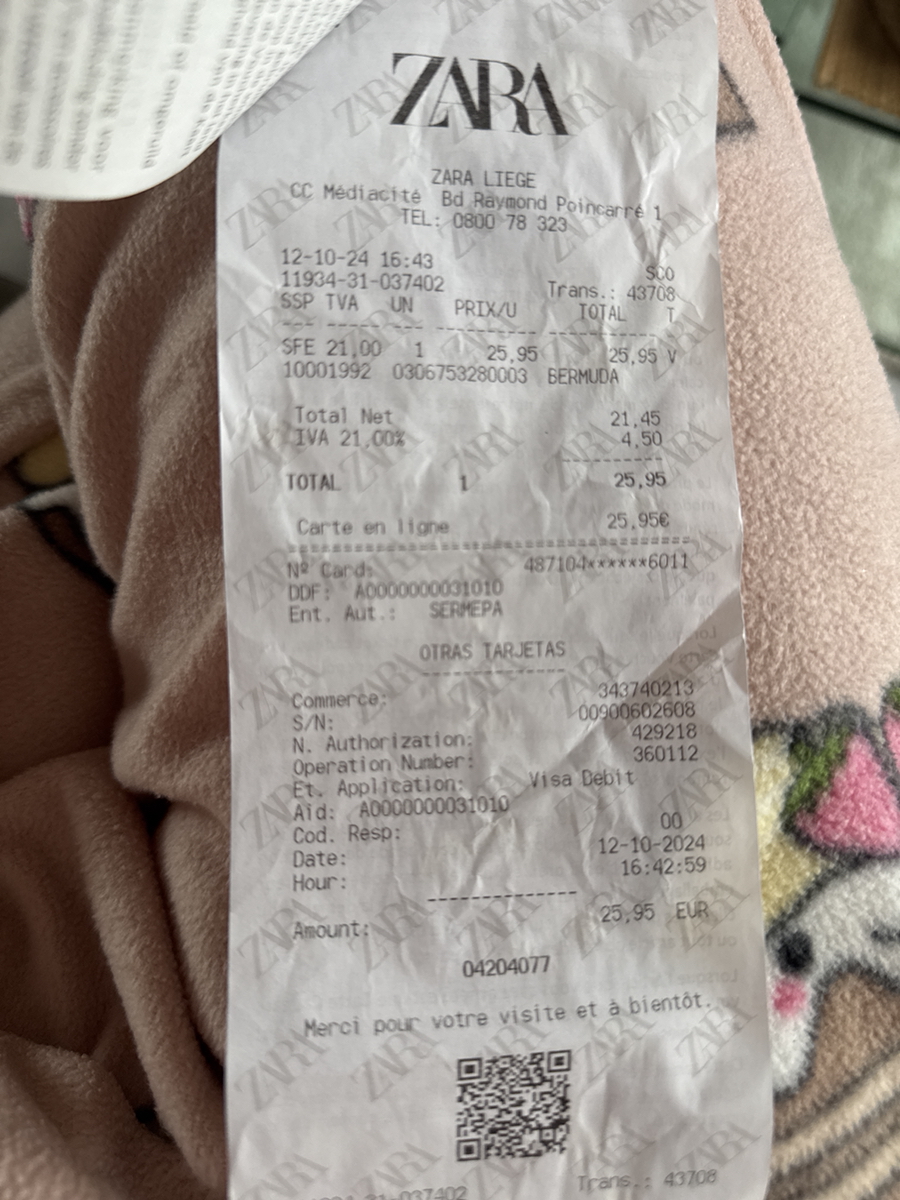 ZARA
ZARA LIEGE
CC Médiacité Bd Raymond Poincarré 1
TEL: 0800 78 323
12-10-24 16:43 SCO
11934-31-037402 Trans.: 43708
SSP TVA UN PRIX/U TOTAL T
--- ----- --- ---------- --------------
SFE 21,00 1 25,95 25,95 V
10001992 0306753280003 BERMUDA
Total Net 21,45
IVA 21.00% 4,50
-------------
TOTAL 1 25,95
Carte en ligne 25,95€
========================================
Nº Card: 487104******6011
DDF: A0000000031010
Ent. Aut.: SERMEPA
OTRAS TARJETAS
--------------
Commerce: 343740213
S/N: 00900602608
N. Authorization: 429218
Operation Number: 360112
Et. Application: Visa Debit
Aid: A0000000031010
Cod. Resp: 00
Date: 12-10-2024
Hour: 16:42:59
--------------
Amount: 25,95 EUR
04204077
Merci pour votre visite et à bientôt.
31-037402 Trans.: 43708